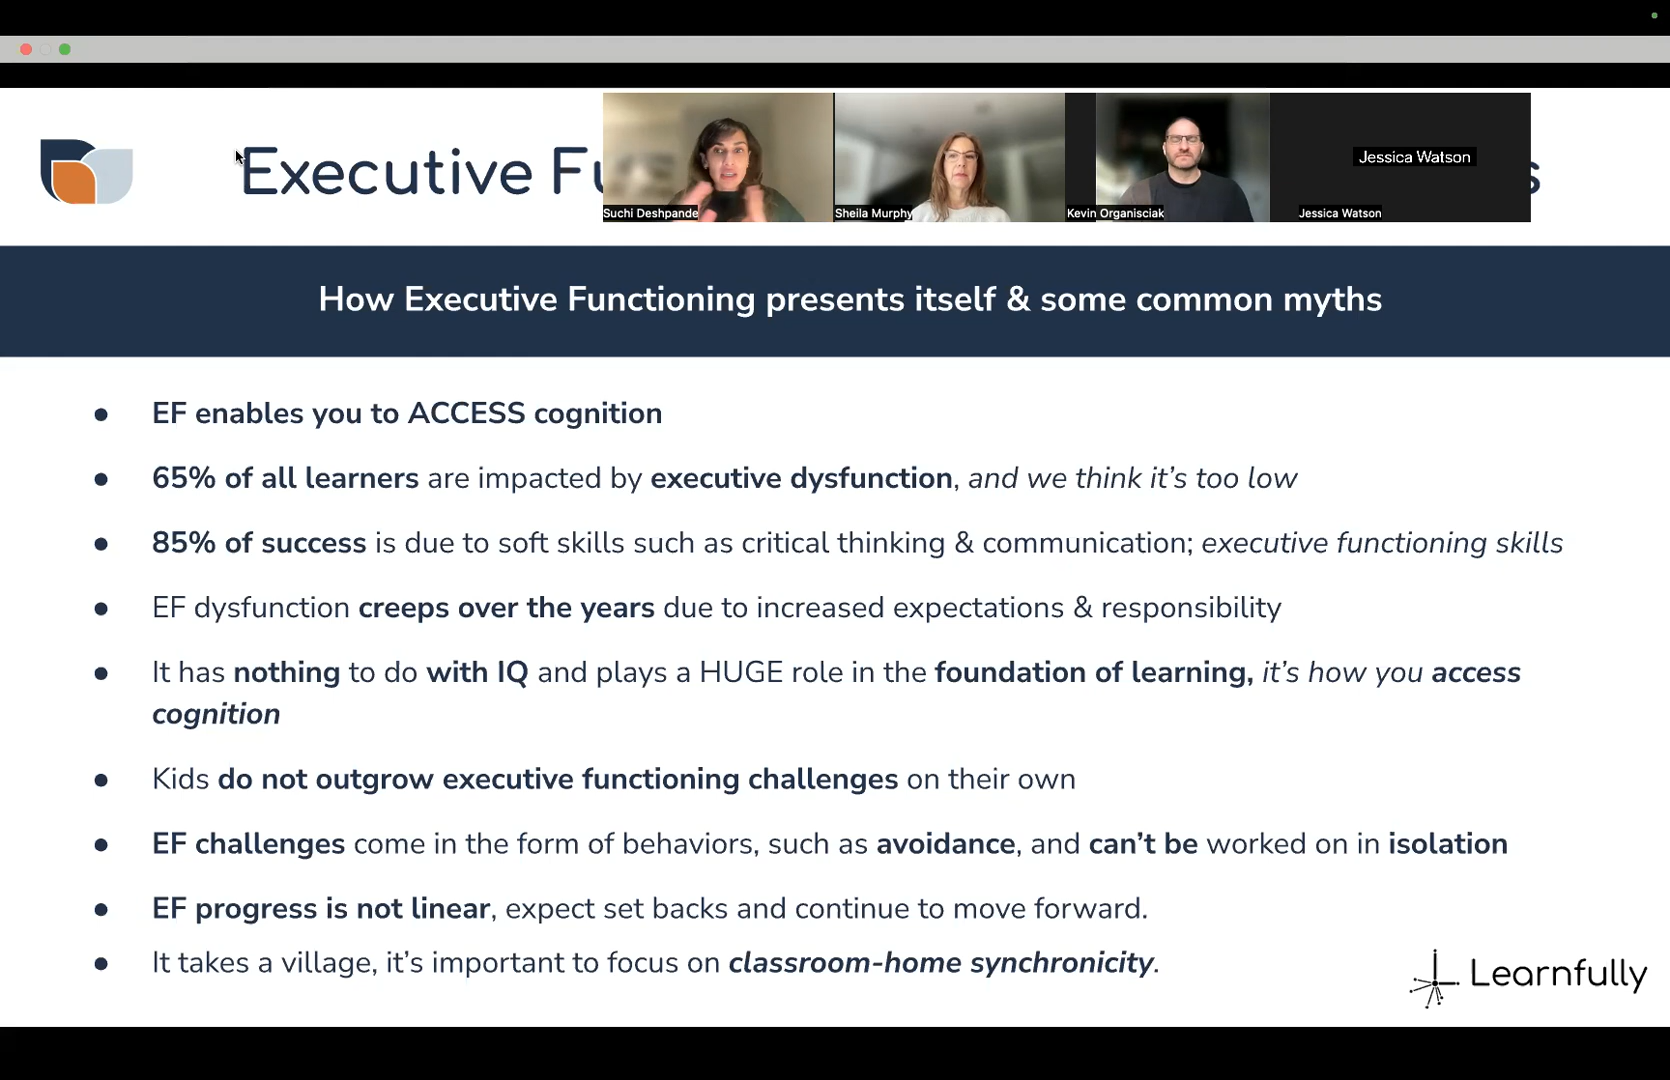 Executive Fu
s
Suchi Deshpande
Sheila Murphy
Kevin Organisciak
Jessica Watson
Jessica Watson
How Executive Functioning presents itself & some common myths
● EF enables you to ACCESS cognition
● 65% of all learners are impacted by executive dysfunction, and we think it’s too low
● 85% of success is due to soft skills such as critical thinking & communication; executive functioning skills
● EF dysfunction creeps over the years due to increased expectations & responsibility
● It has nothing to do with IQ and plays a HUGE role in the foundation of learning, it’s how you access
cognition
● Kids do not outgrow executive functioning challenges on their own
● EF challenges come in the form of behaviors, such as avoidance, and can’t be worked on in isolation
● EF progress is not linear, expect set backs and continue to move forward.
● It takes a village, it’s important to focus on classroom-home synchronicity.
Learnfully